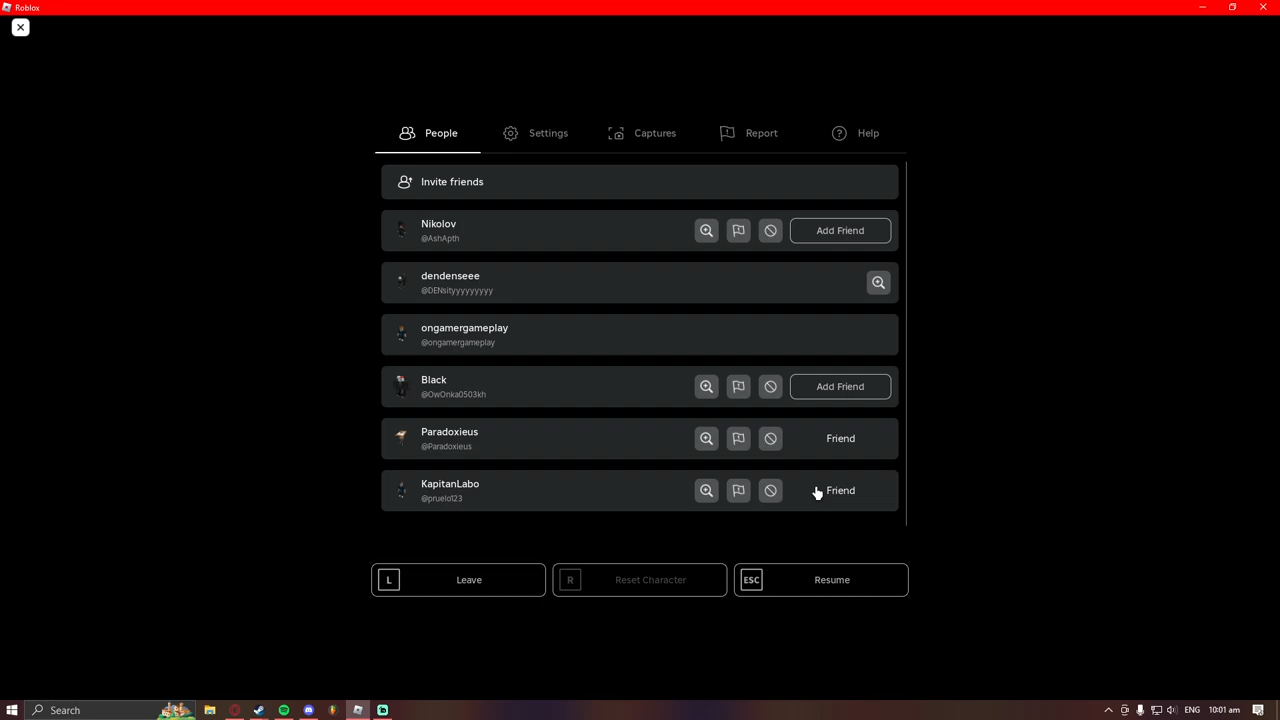 Roblox
People
Settings
Captures
Report
Help
Invite friends
Nikolov
@AshApth
Add Friend
dendenseee
@DENsityyyyyyyyy
ongamergameplay
@ongamergameplay
Black
@OwOnka0503kh
Add Friend
Paradoxieus
@Paradoxieus
Friend
KapitanLabo
@pruelo123
Friend
L
Leave
R
Reset Character
ESC
Resume
Search
ENG
10:01 am